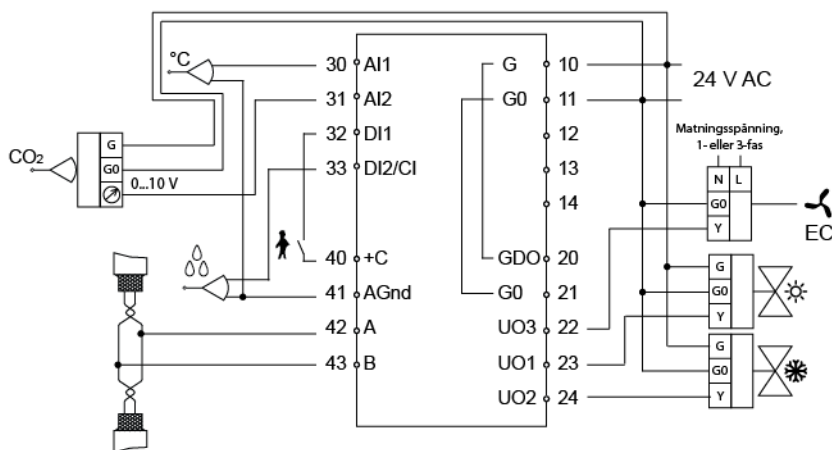 °C
30 AI1
31 AI2
32 DI1
33 DI2/CI
40 +C
41 AGnd
42 A
43 B
CO₂
G
G0
0...10 V
G 10
G0 11
12
13
14
GDO 20
G0 21
UO3 22
UO1 23
UO2 24
24 V AC
Matningsspänning,
1- eller 3-fas
N L
G0
Y
EC
G
G0
Y
G
G0
Y